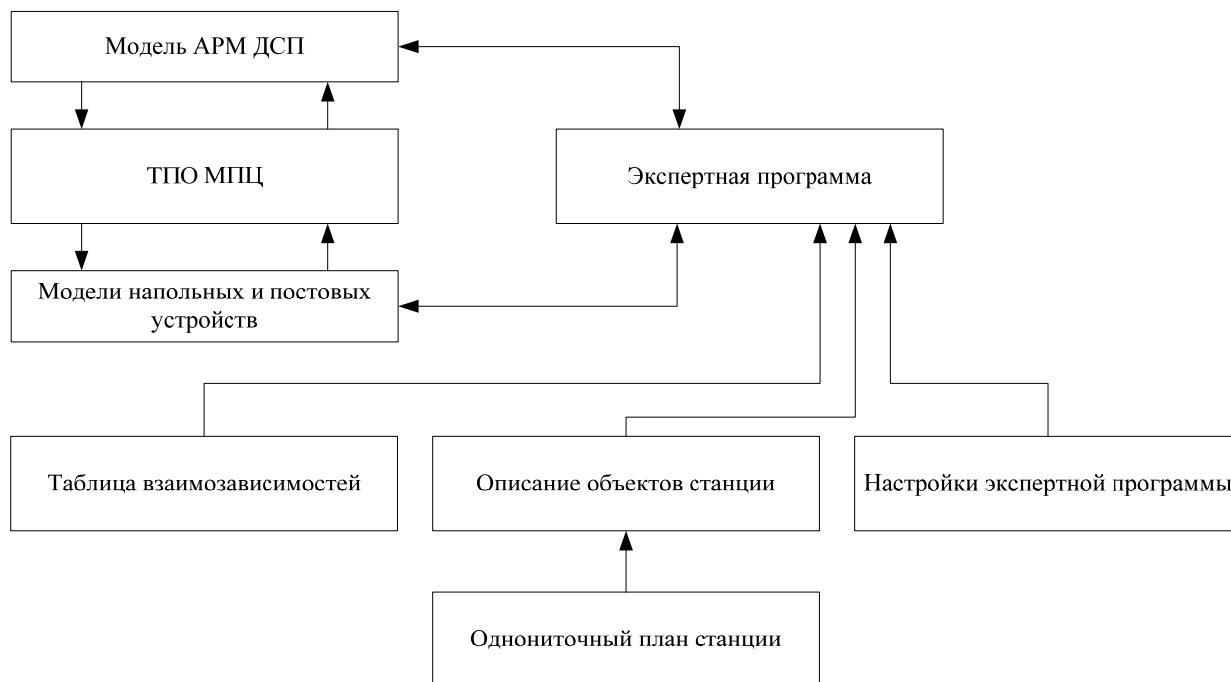 Модель АРМ ДСП
ТПО МПЦ
Экспертная программа
Модели напольных и постовых
устройств
Таблица взаимозависимостей
Описание объектов станции
Настройки экспертной программы
Однониточный план станции